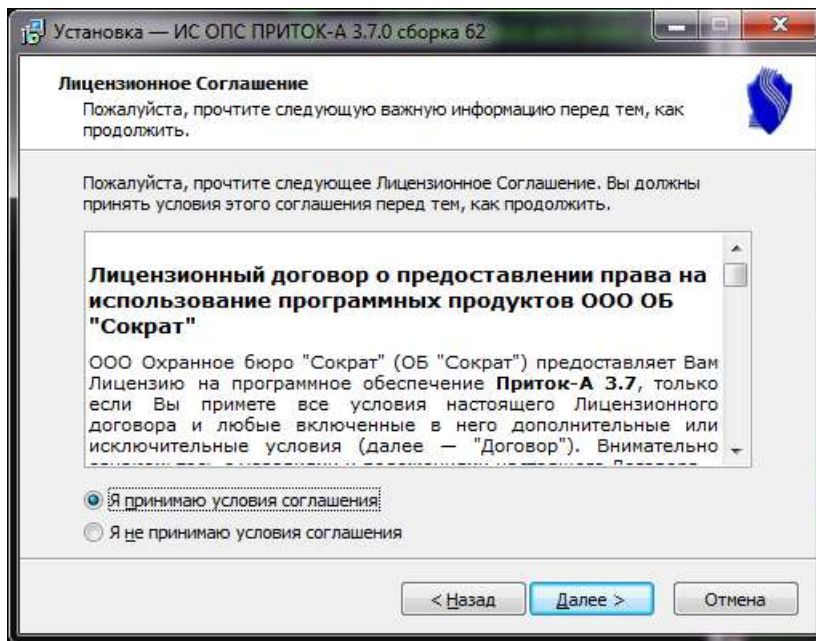 Установка — ИС ОПС ПРИТОК-А 3.7.0 сборка 62
Лицензионное Соглашение
Пожалуйста, прочтите следующую важную информацию перед тем, как
продолжить.
Пожалуйста, прочтите следующее Лицензионное Соглашение. Вы должны
принять условия этого соглашения перед тем, как продолжить.
Лицензионный договор о предоставлении права на
использование программных продуктов ООО ОБ
"Сократ"
ООО Охранное бюро "Сократ" (ОБ "Сократ") предоставляет Вам
Лицензию на программное обеспечение Приток-А 3.7, только
если Вы примете все условия настоящего Лицензионного
договора и любые включенные в него дополнительные или
исключительные условия (далее — "Договор"). Внимательно
Я принимаю условия соглашения
Я не принимаю условия соглашения
< Назад
Далее >
Отмена